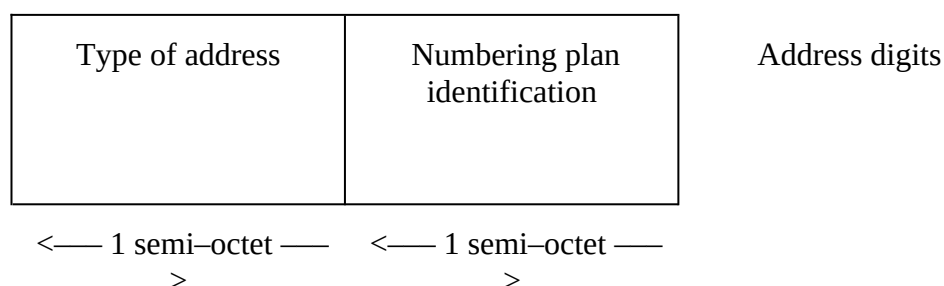 Type of address
Numbering plan
identification
Address digits
<–– 1 semi–octet ––
>
<–– 1 semi–octet ––
>